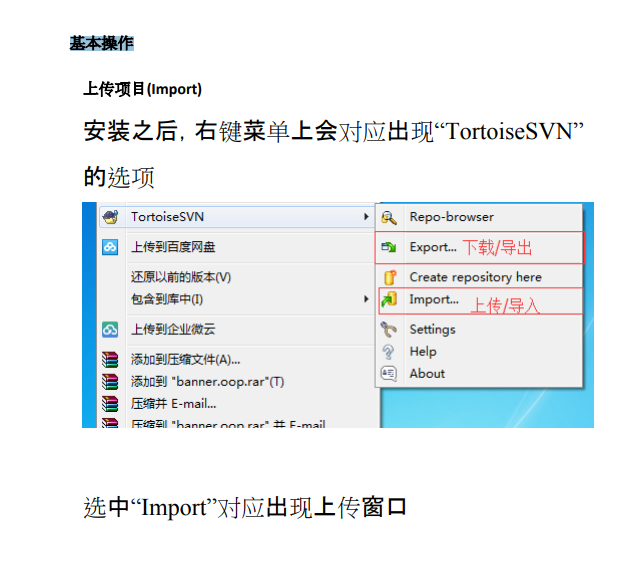 基本操作
上传项目(Import)
安装之后，右键菜单上会对应出现“TortoiseSVN”
的选项
TortoiseSVN
上传到百度网盘
还原以前的版本(V)
包含到库中(I)
上传到企业微云
添加到压缩文件(A)...
添加到 "banner.oop.rar"(T)
压缩并 E-mail...
压缩到 "banner.oop.rar" 并 E-mail
Repo-browser
Export... 下载/导出
Create repository here
Import... 上传/导入
Settings
Help
About
选中“Import”对应出现上传窗口